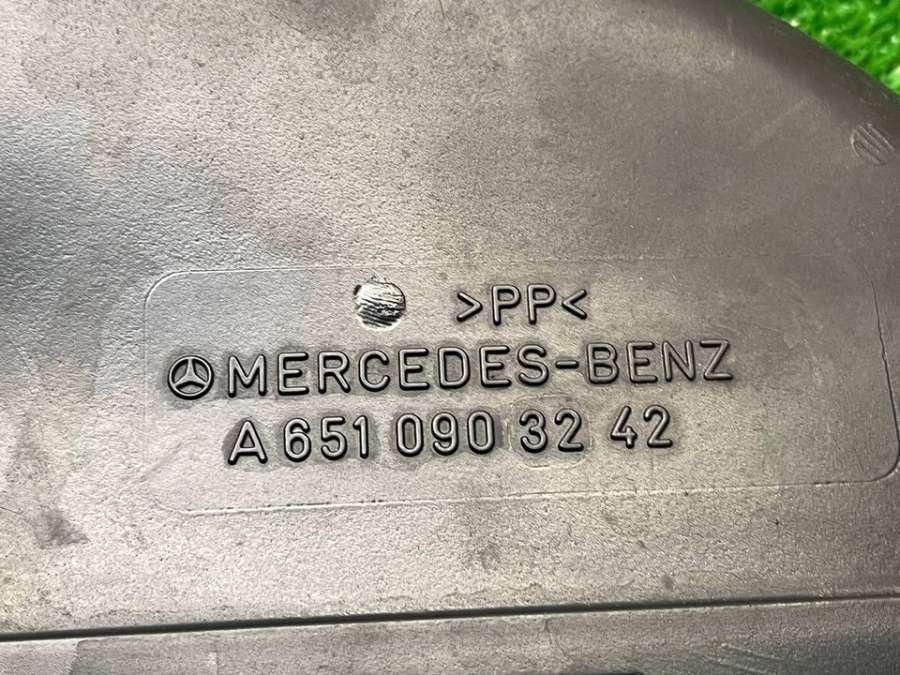 >PP<
MERCEDES-BENZ
A 651 090 32 42